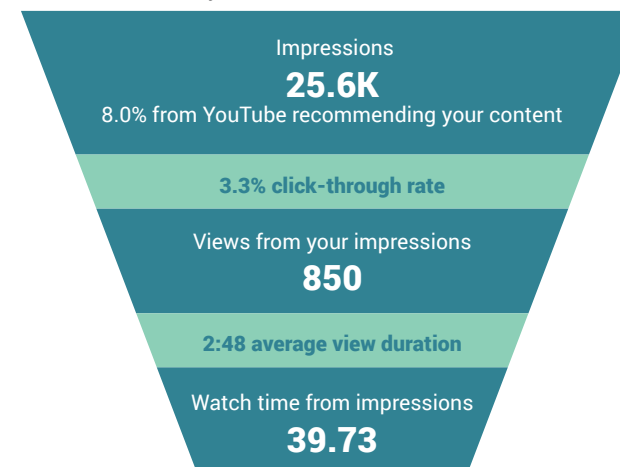 Impressions
25.6K
8.0% from YouTube recommending your content
3.3% click-through rate
Views from your impressions
850
2:48 average view duration
Watch time from impressions
39.73